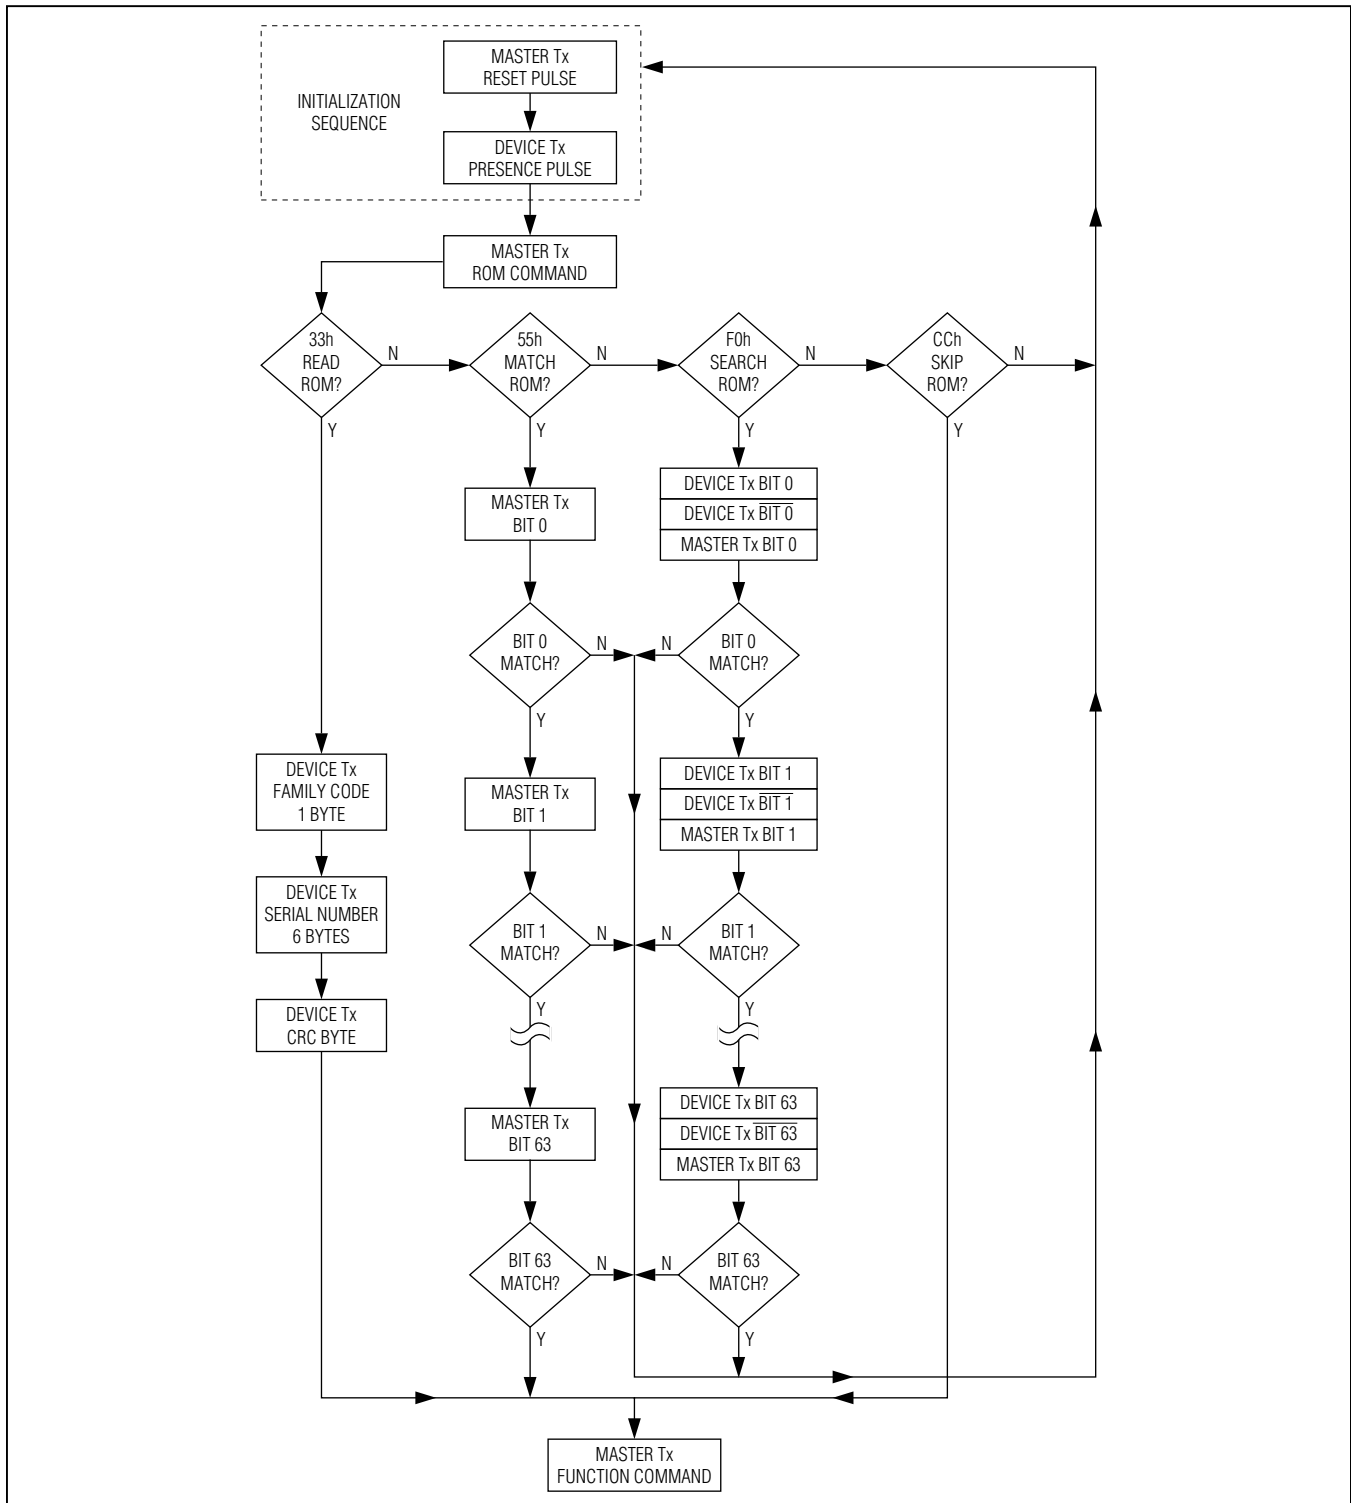 MASTER Tx
RESET PULSE
INITIALIZATION
SEQUENCE
DEVICE Tx
PRESENCE PULSE
MASTER Tx
ROM COMMAND
33h
READ
ROM?
N
Y
55h
MATCH
ROM?
N
Y
F0h
SEARCH
ROM?
N
Y
CCh
SKIP
ROM?
N
Y
DEVICE Tx
FAMILY CODE
1 BYTE
DEVICE Tx
SERIAL NUMBER
6 BYTES
DEVICE Tx
CRC BYTE
MASTER Tx
BIT 0
BIT 0
MATCH?
N
Y
MASTER Tx
BIT 1
BIT 1
MATCH?
N
Y
MASTER Tx
BIT 63
BIT 63
MATCH?
N
Y
DEVICE Tx BIT 0
DEVICE Tx B̅I̅T̅ ̅0̅
MASTER Tx BIT 0
BIT 0
MATCH?
N
Y
DEVICE Tx BIT 1
DEVICE Tx B̅I̅T̅ ̅1̅
MASTER Tx BIT 1
BIT 1
MATCH?
N
Y
DEVICE Tx BIT 63
DEVICE Tx B̅I̅T̅ ̅6̅3̅
MASTER Tx BIT 63
BIT 63
MATCH?
N
Y
MASTER Tx
FUNCTION COMMAND